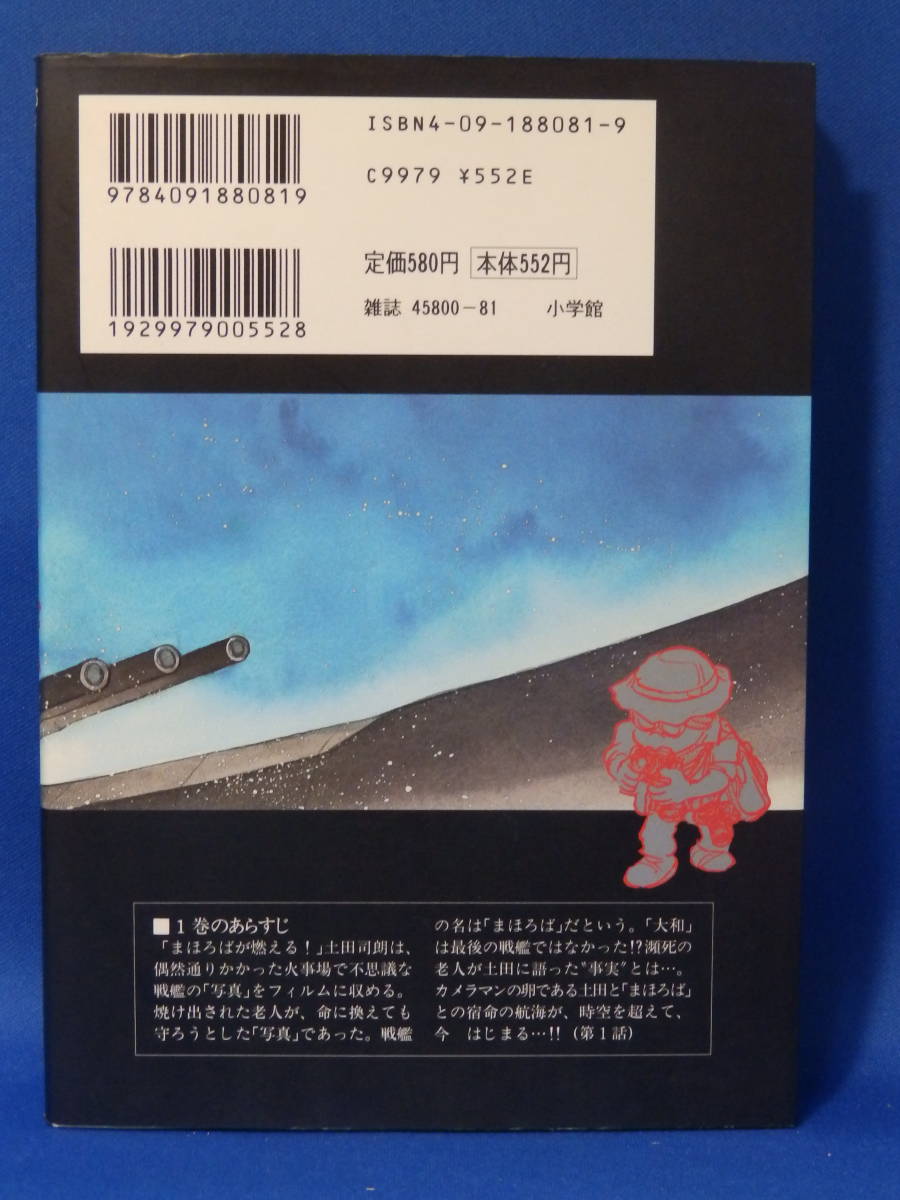 ISBN4-09-188081-9
9784091880819
C9979 ¥552E
定価580円 本体552円
雑誌 45800-81 小学館
1929979005528
■1巻のあらすじ
「まほろばが燃える！」土田司朗は、
偶然通りかかった火事場で不思議な
戦艦の「写真」をフィルムに収める。
焼け出された老人が、命に換えても
守ろうとした「写真」であった。戦艦
の名は「まほろば」だという。「大和」
は最後の戦艦ではなかった!?瀕死の
老人が土田に語った“事実”とは…。
カメラマンの卵である土田と「まほろば」
との宿命の航海が、時空を超えて、
今 はじまる…!!（第1話）